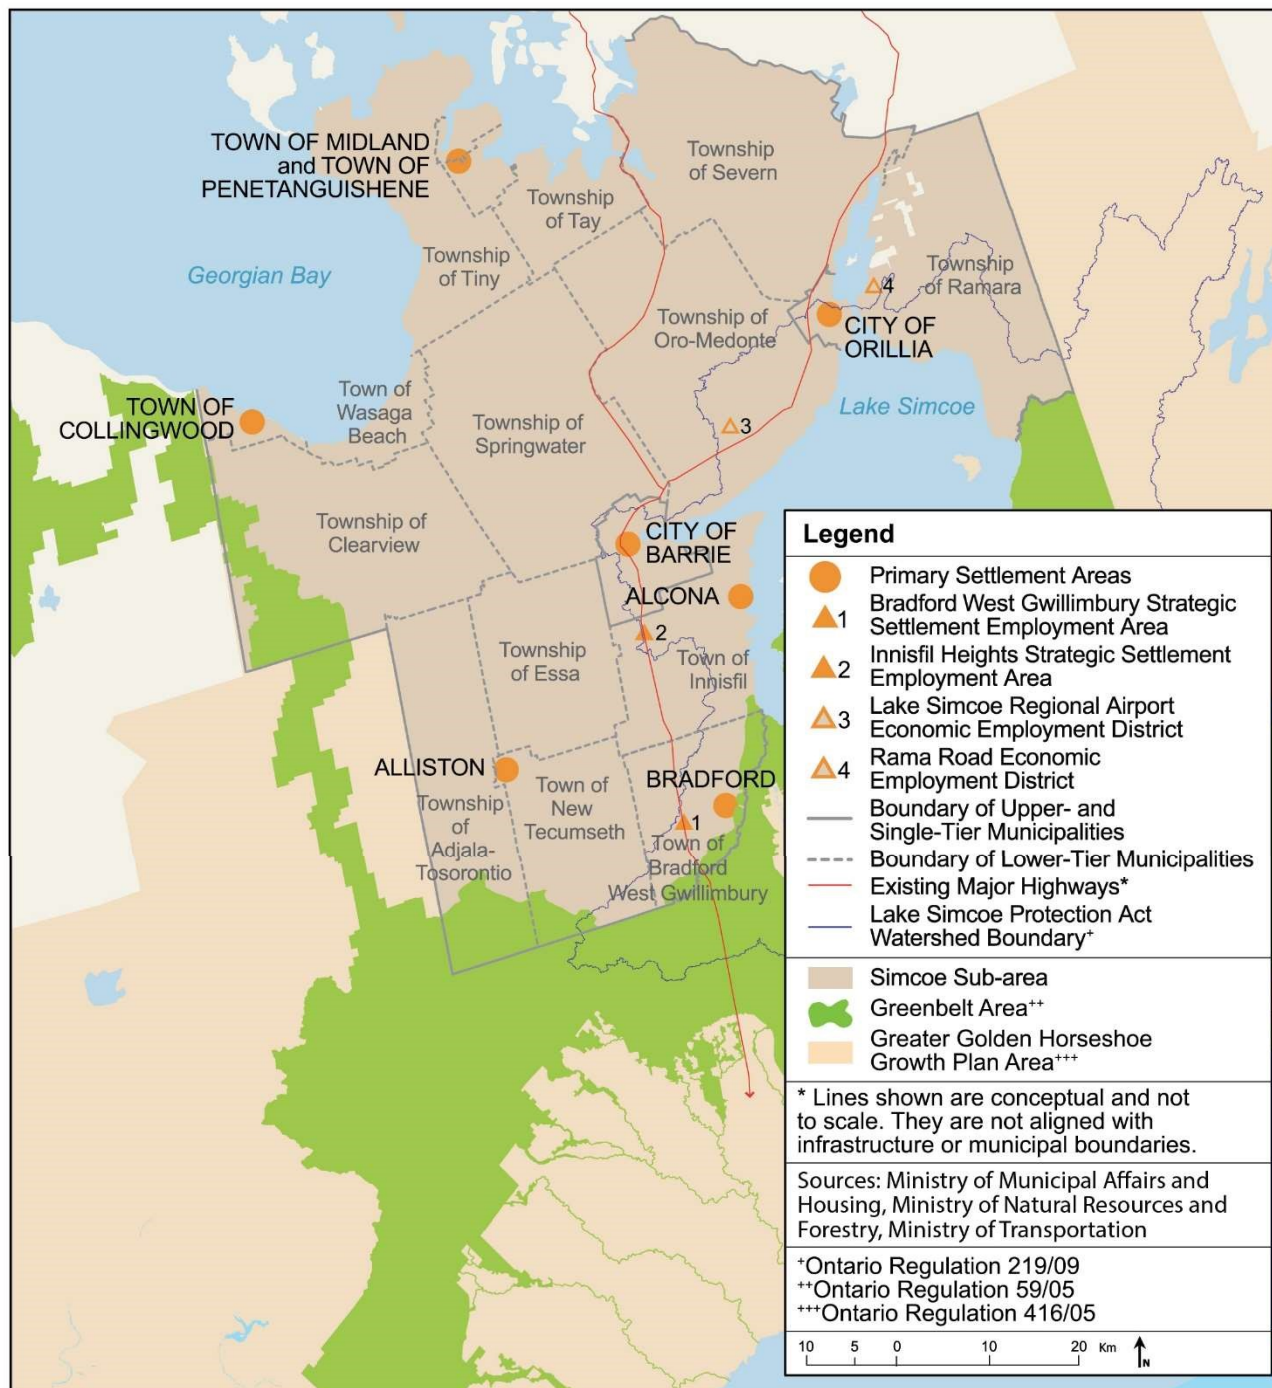 TOWN OF MIDLAND
and TOWN OF
PENETANGUISHENE
Township
of Severn
Township
of Tay
Township
of Tiny
Georgian Bay
Township
of Ramara
4
Township of
Oro-Medonte
CITY OF
ORILLIA
Town of
Wasaga
Beach
TOWN OF
COLLINGWOOD
Lake Simcoe
Township of
Springwater
3
Township of
Clearview
CITY OF
BARRIE
ALCONA
2
Township
of Essa
Town of
Innisfil
ALLISTON
BRADFORD
Town of
New
Tecumseth
Township
of
Adjala-
Tosorontio
1
Town of
Bradford
West Gwillimbury
Legend
Primary Settlement Areas
1 Bradford West Gwillimbury Strategic
Settlement Employment Area
2 Innisfil Heights Strategic Settlement
Employment Area
3 Lake Simcoe Regional Airport
Economic Employment District
4 Rama Road Economic
Employment District
Boundary of Upper- and
Single-Tier Municipalities
Boundary of Lower-Tier Municipalities
Existing Major Highways*
Lake Simcoe Protection Act
Watershed Boundary+
Simcoe Sub-area
Greenbelt Area++
Greater Golden Horseshoe
Growth Plan Area+++
* Lines shown are conceptual and not
to scale. They are not aligned with
infrastructure or municipal boundaries.
Sources: Ministry of Municipal Affairs and
Housing, Ministry of Natural Resources and
Forestry, Ministry of Transportation
+Ontario Regulation 219/09
++Ontario Regulation 59/05
+++Ontario Regulation 416/05
10 5 0 10 20 Km N